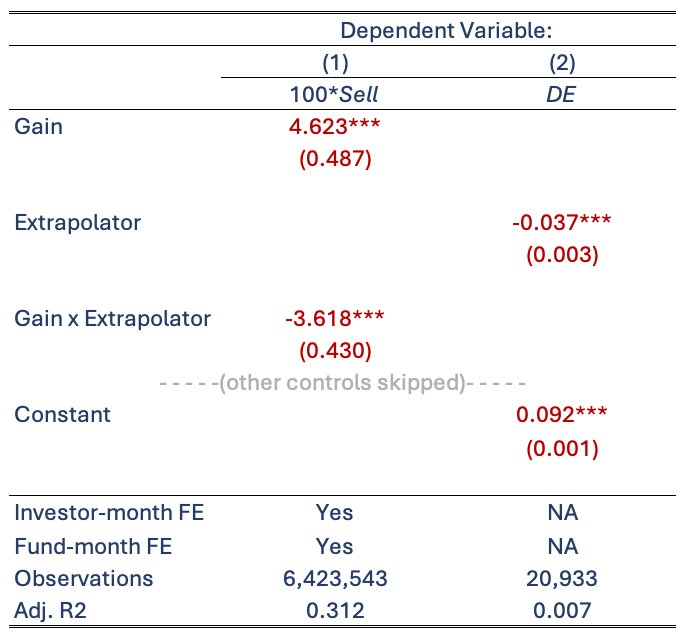 Dependent Variable:
(1) (2)
100*Sell DE
Gain 4.623***
(0.487)
Extrapolator -0.037***
(0.003)
Gain x Extrapolator -3.618***
(0.430)
-----(other controls skipped)-----
Constant 0.092***
(0.001)
Investor-month FE Yes NA
Fund-month FE Yes NA
Observations 6,423,543 20,933
Adj. R2 0.312 0.007